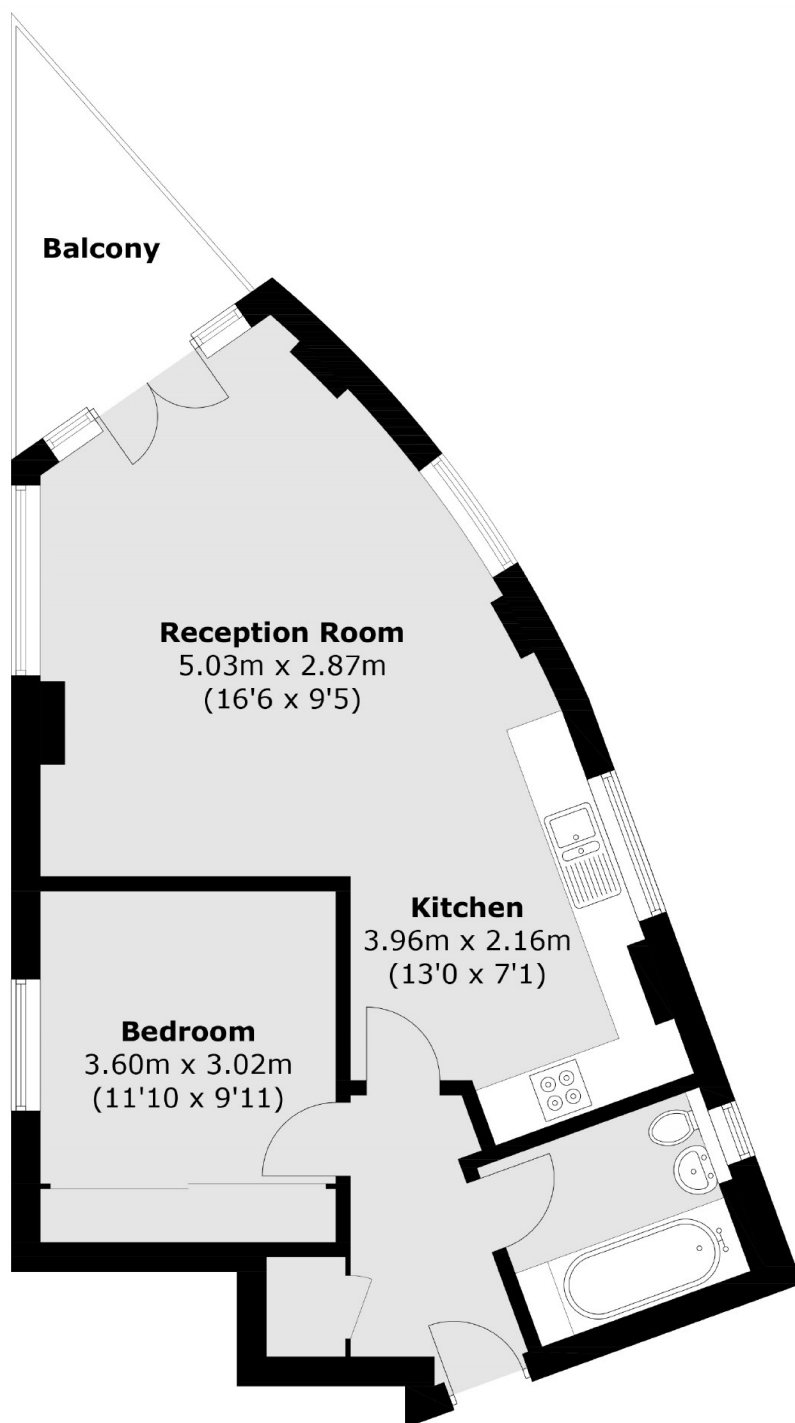 Balcony
Reception Room
5.03m x 2.87m
(16'6 x 9'5)
Kitchen
3.96m x 2.16m
(13'0 x 7'1)
Bedroom
3.60m x 3.02m
(11'10 x 9'11)